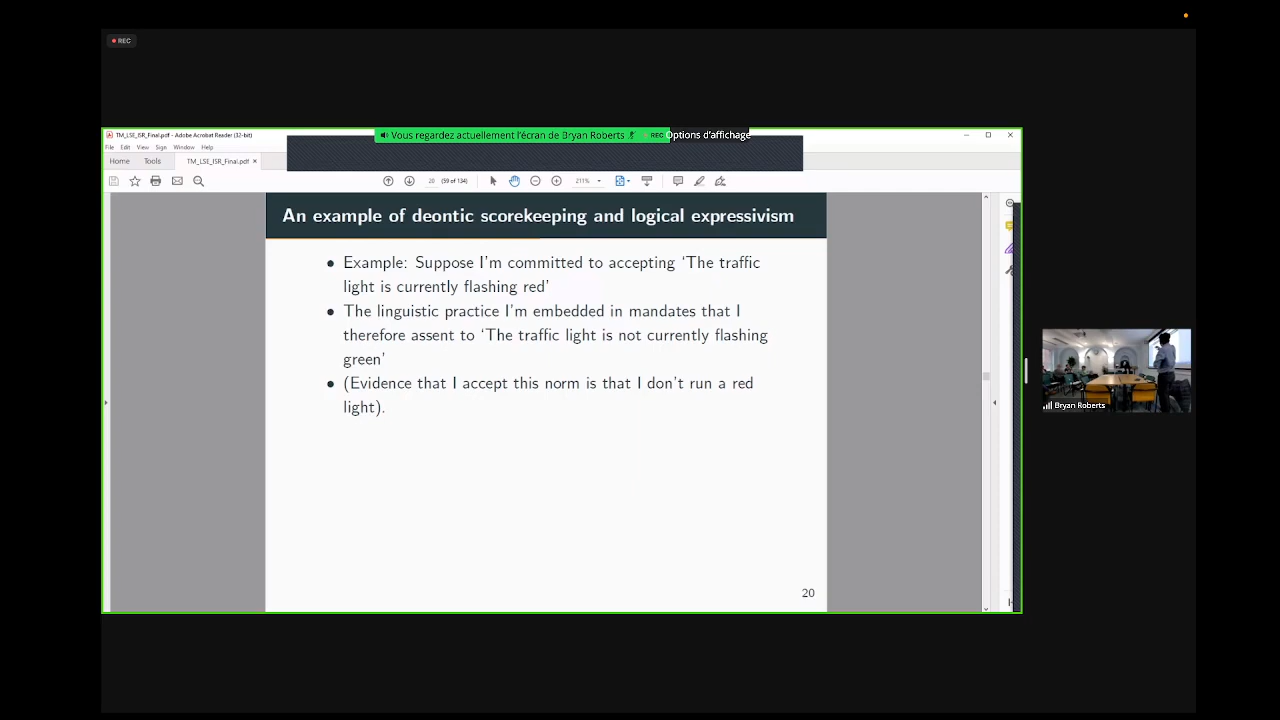 REC
TM_LSE_ISR_Final.pdf - Adobe Acrobat Reader (32-bit)
Vous regardez actuellement l'écran de Bryan Roberts
REC
Options d'affichage
File Edit View Sign Window Help
Home Tools TM_LSE_ISR_Final.pdf ×
20 (59 of 134) 211%
An example of deontic scorekeeping and logical expressivism
• Example: Suppose I'm committed to accepting 'The traffic
light is currently flashing red'
• The linguistic practice I'm embedded in mandates that I
therefore assent to 'The traffic light is not currently flashing
green'
• (Evidence that I accept this norm is that I don't run a red
light).
20
Bryan Roberts